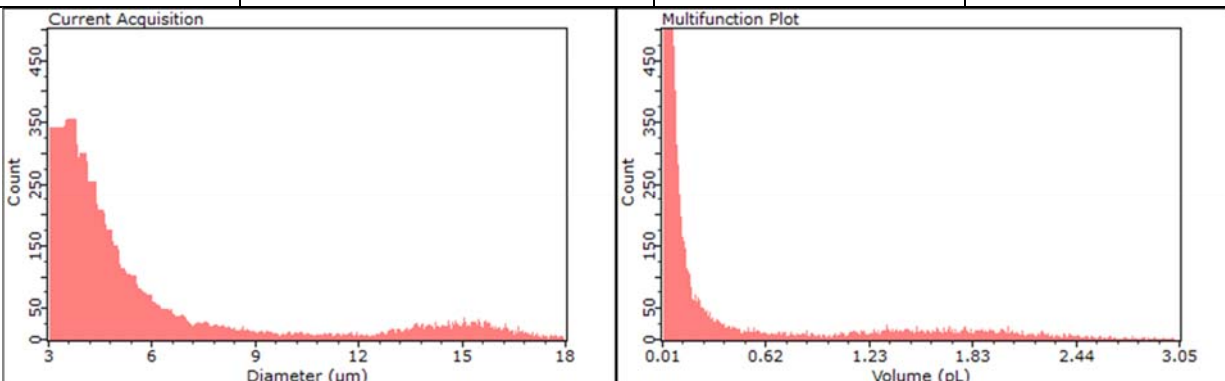 Current Acquisition
Count
450
350
250
150
50
0
3 6 9 12 15 18
Diameter (um)
Multifunction Plot
Count
450
350
250
150
50
0
0.01 0.62 1.23 1.83 2.44 3.05
Volume (pL)